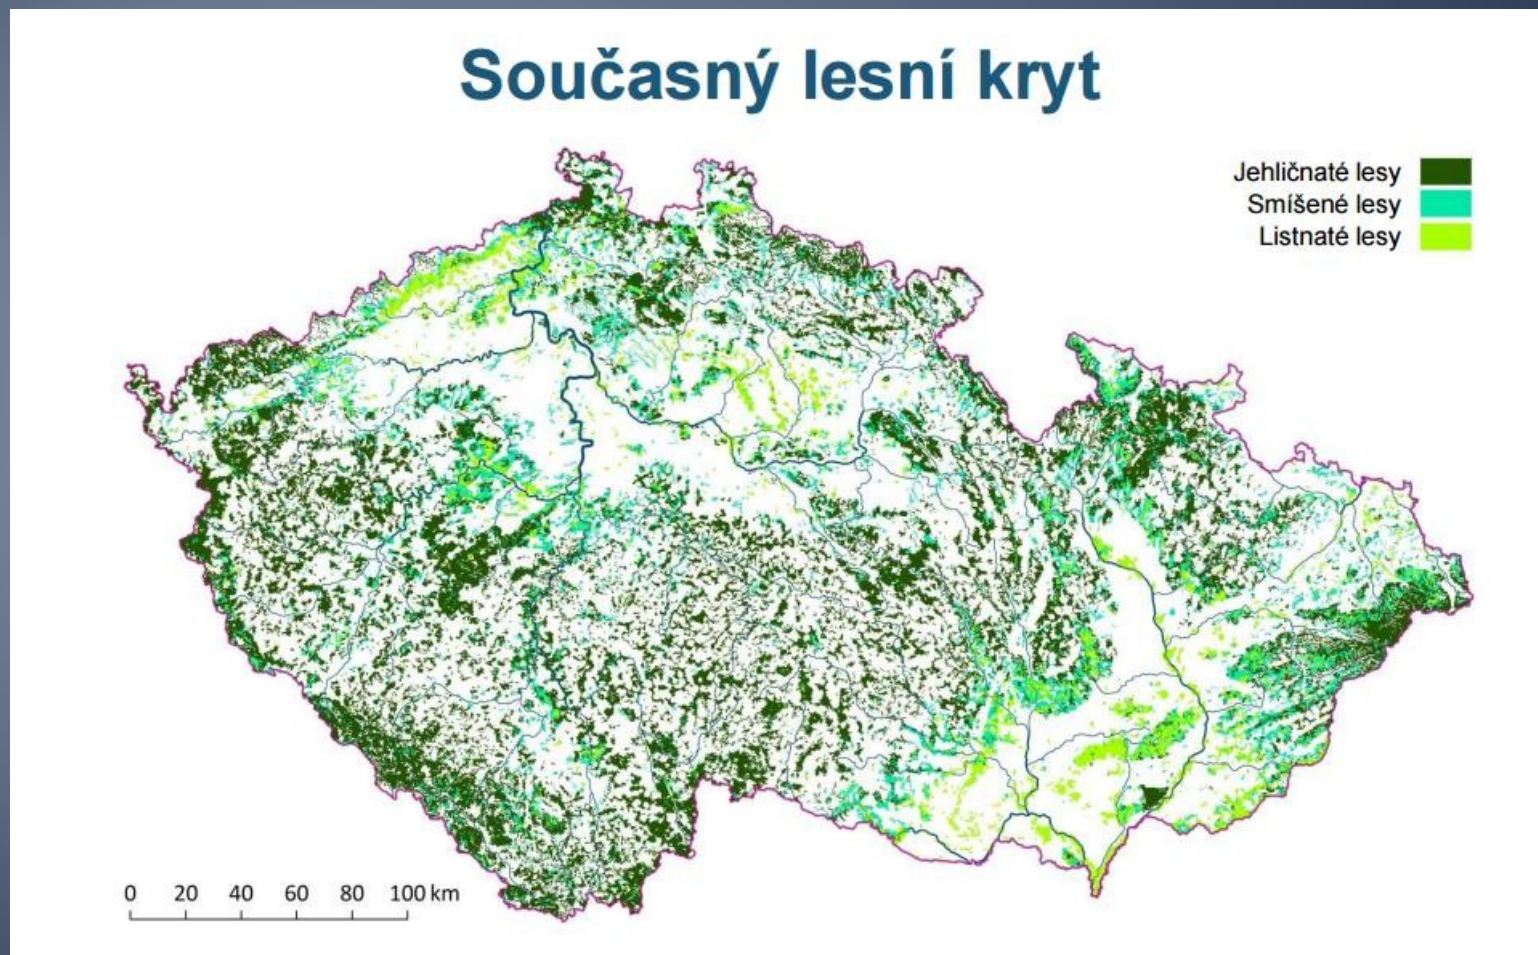 Současný lesní kryt
Jehličnaté lesy
Smíšené lesy
Listnaté lesy
0 20 40 60 80 100 km